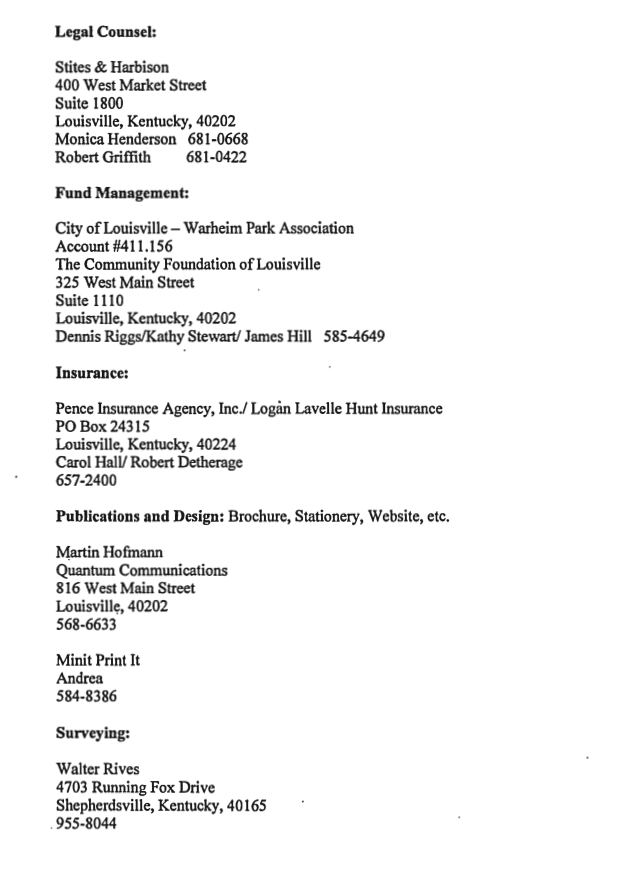 Legal Counsel:
Stites & Harbison
400 West Market Street
Suite 1800
Louisville, Kentucky, 40202
Monica Henderson 681-0668
Robert Griffith 681-0422
Fund Management:
City of Louisville – Warheim Park Association
Account #411.156
The Community Foundation of Louisville
325 West Main Street
Suite 1110
Louisville, Kentucky, 40202
Dennis Riggs/Kathy Stewart/ James Hill 585-4649
Insurance:
Pence Insurance Agency, Inc./ Logan Lavelle Hunt Insurance
PO Box 24315
Louisville, Kentucky, 40224
Carol Hall/ Robert Detherage
657-2400
Publications and Design: Brochure, Stationery, Website, etc.
Martin Hofmann
Quantum Communications
816 West Main Street
Louisville, 40202
568-6633
Minit Print It
Andrea
584-8386
Surveying:
Walter Rives
4703 Running Fox Drive
Shepherdsville, Kentucky, 40165
955-8044